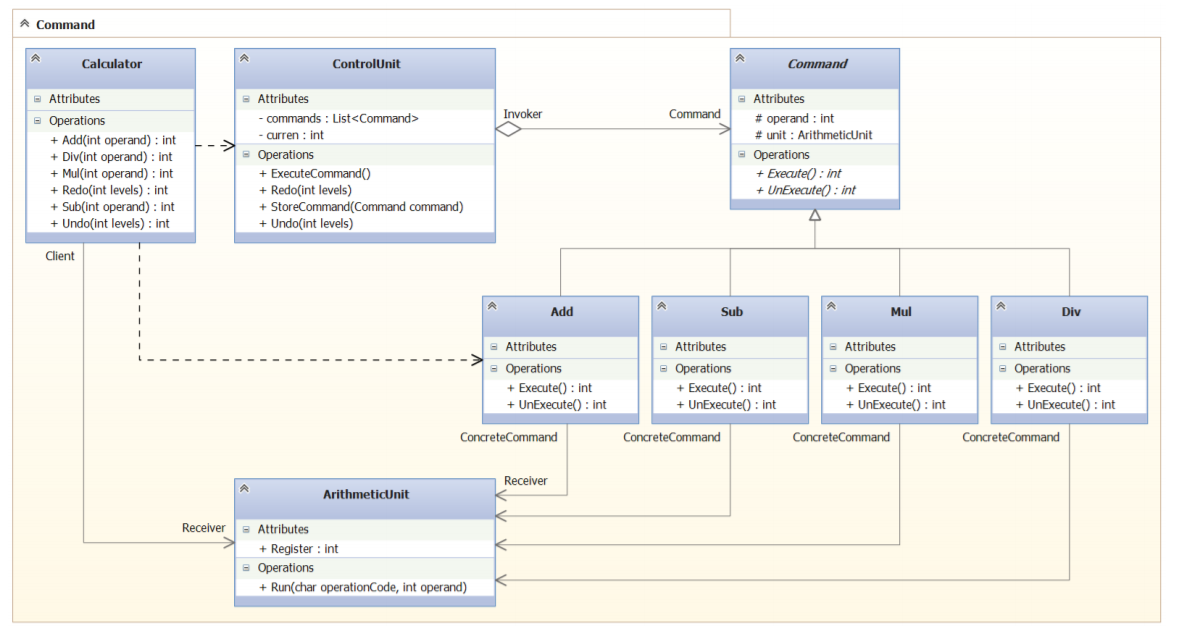 Command
Calculator
Attributes
Operations
+ Add(int operand) : int
+ Div(int operand) : int
+ Mul(int operand) : int
+ Redo(int levels) : int
+ Sub(int operand) : int
+ Undo(int levels) : int
Client
ControlUnit
Attributes
- commands : List<Command>
- curren : int
Operations
+ ExecuteCommand()
+ Redo(int levels)
+ StoreCommand(Command command)
+ Undo(int levels)
Invoker
Command
Command
Attributes
# operand : int
# unit : ArithmeticUnit
Operations
+ Execute() : int
+ UnExecute() : int
Add
Attributes
Operations
+ Execute() : int
+ UnExecute() : int
ConcreteCommand
Sub
Attributes
Operations
+ Execute() : int
+ UnExecute() : int
ConcreteCommand
Mul
Attributes
Operations
+ Execute() : int
+ UnExecute() : int
ConcreteCommand
Div
Attributes
Operations
+ Execute() : int
+ UnExecute() : int
ConcreteCommand
Receiver
Receiver
ArithmeticUnit
Attributes
+ Register : int
Operations
+ Run(char operationCode, int operand)